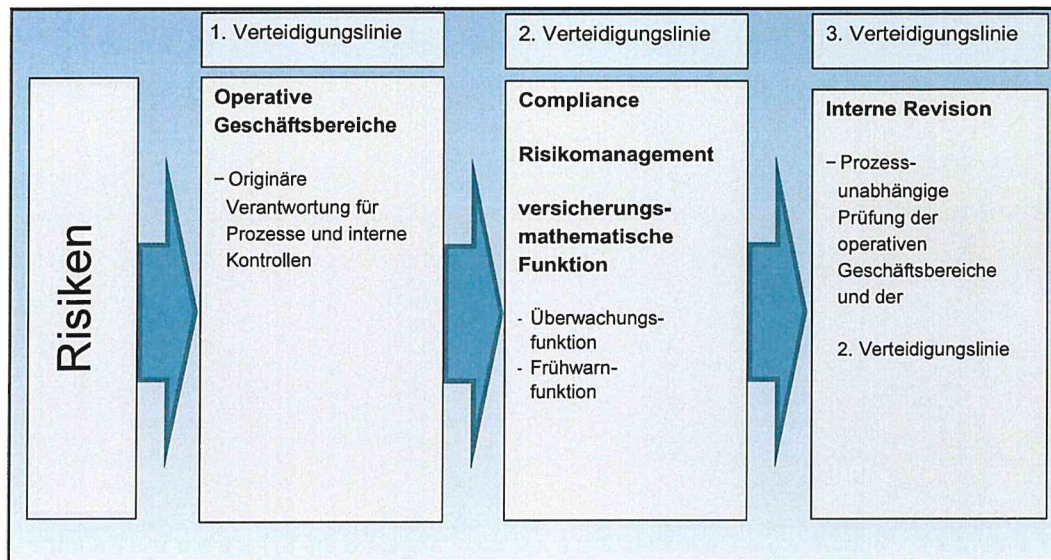 1. Verteidigungslinie
2. Verteidigungslinie
3. Verteidigungslinie
Risiken
Operative
Geschäftsbereiche
– Originäre
Verantwortung für
Prozesse und interne
Kontrollen
Compliance
Risikomanagement
versicherungs-
mathematische
Funktion
- Überwachungs-
funktion
- Frühwarn-
funktion
Interne Revision
– Prozess-
unabhängige
Prüfung der
operativen
Geschäftsbereiche
und der
2. Verteidigungslinie